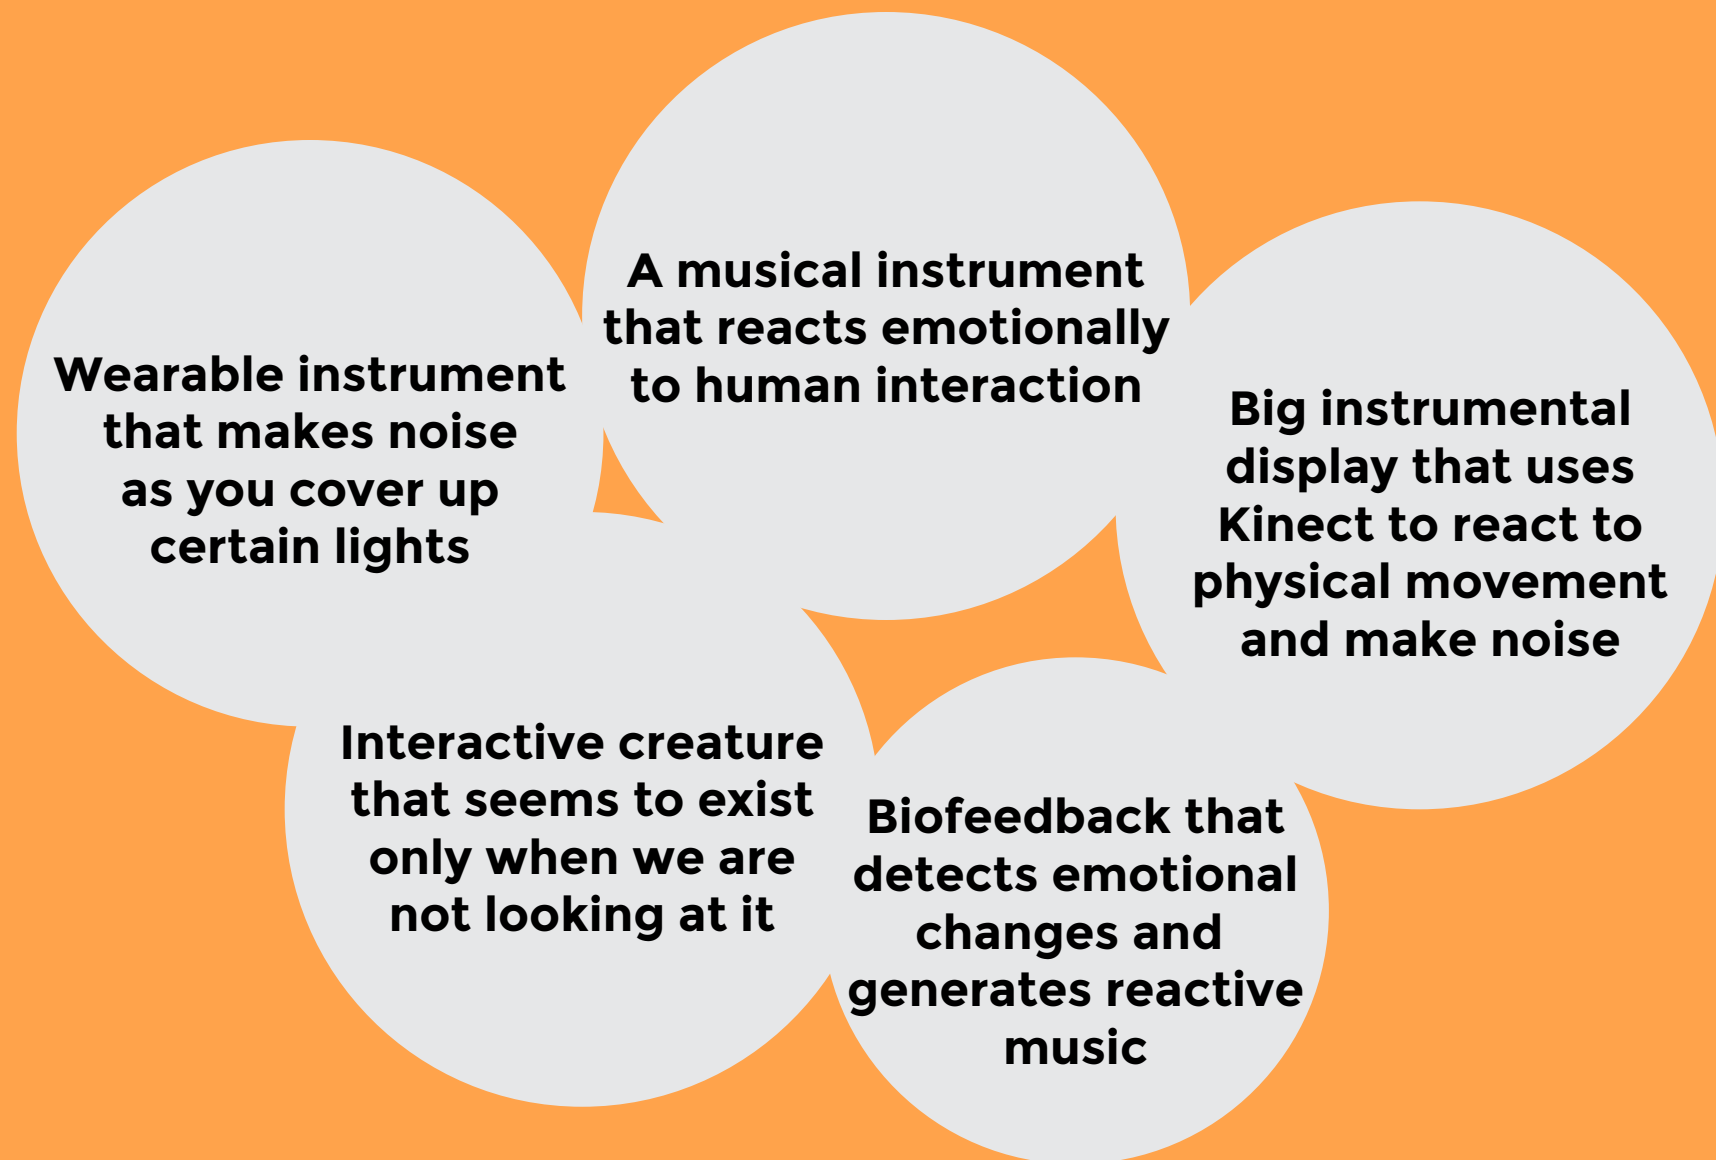 Wearable instrument
that makes noise
as you cover up
certain lights
A musical instrument
that reacts emotionally
to human interaction
Big instrumental
display that uses
Kinect to react to
physical movement
and make noise
Interactive creature
that seems to exist
only when we are
not looking at it
Biofeedback that
detects emotional
changes and
generates reactive
music